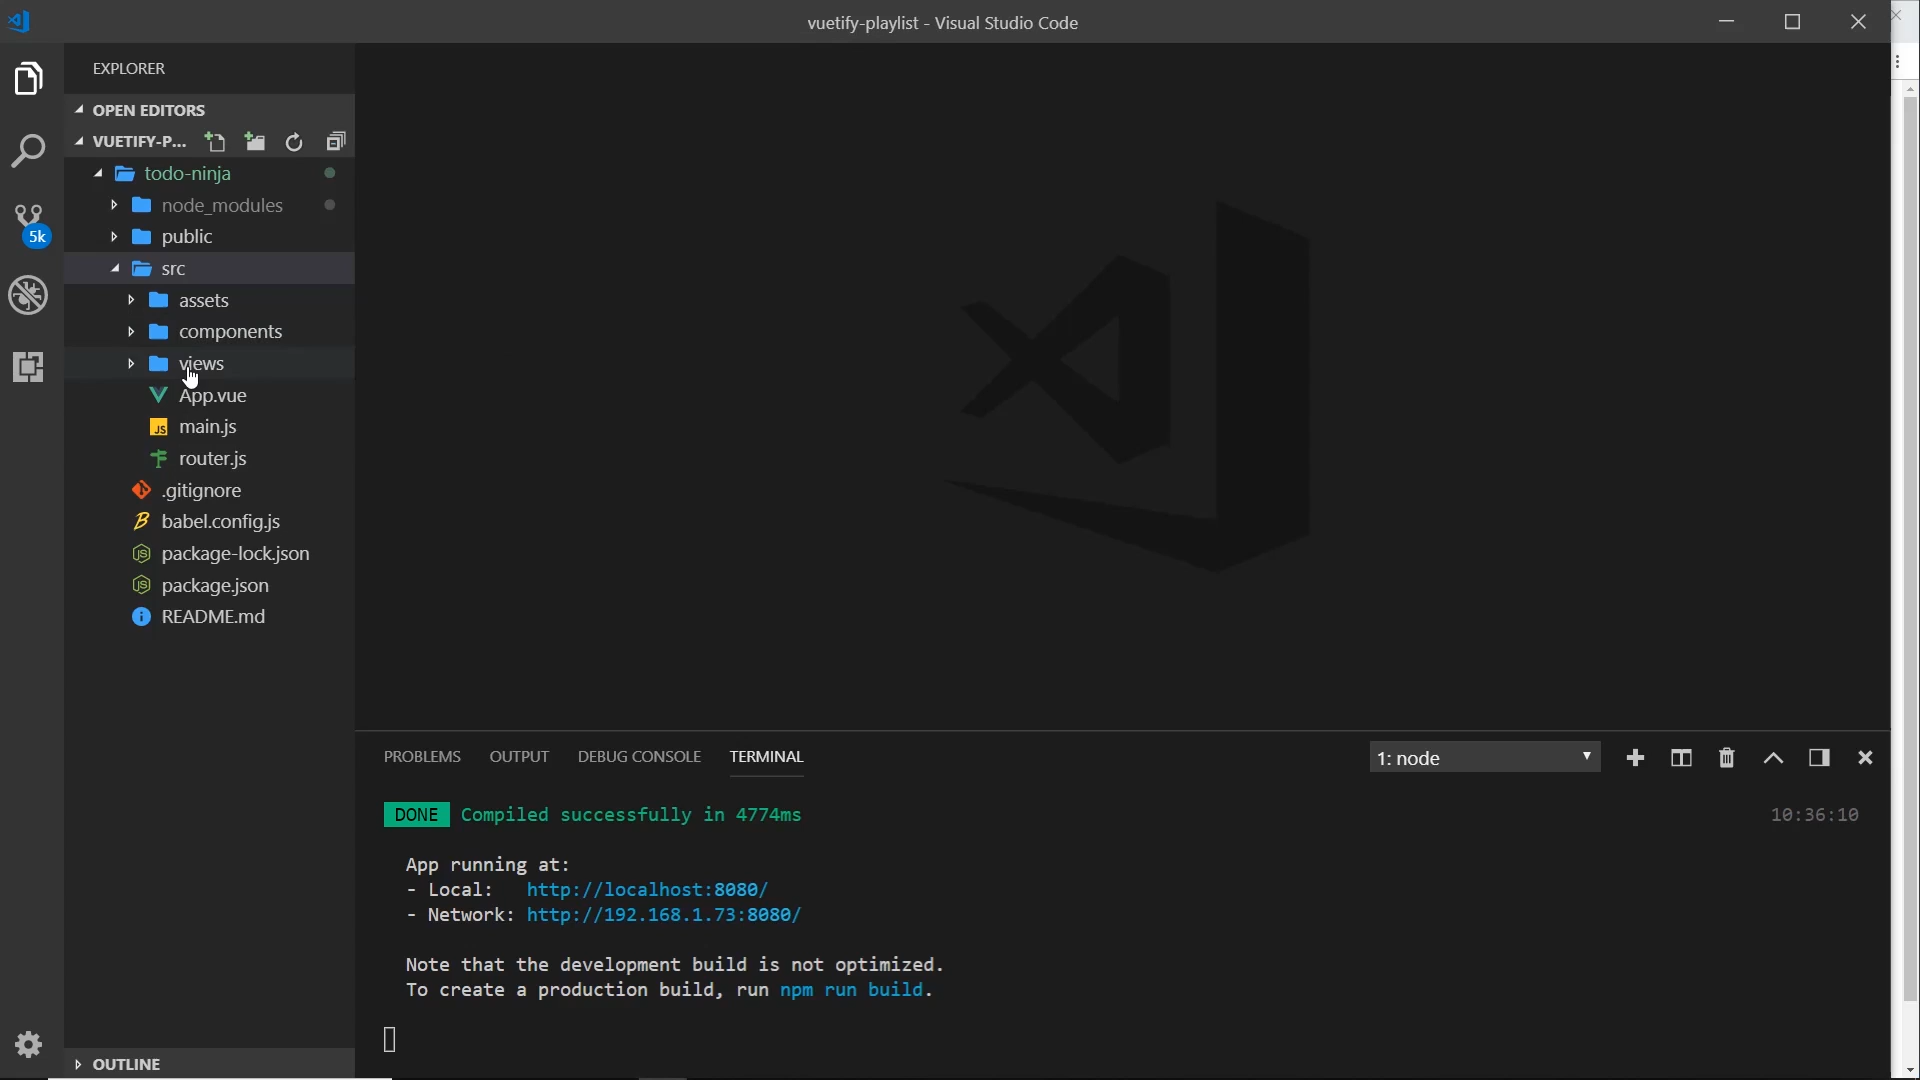 vuetify-playlist - Visual Studio Code
EXPLORER
OPEN EDITORS
VUETIFY-P...
todo-ninja
node_modules
public
5k
src
assets
components
views
App.vue
JS main.js
router.js
.gitignore
babel.config.js
JS package-lock.json
JS package.json
README.md
OUTLINE
PROBLEMS OUTPUT DEBUG CONSOLE TERMINAL 1: node
DONE Compiled successfully in 4774ms 10:36:10
App running at:
- Local: http://localhost:8080/
- Network: http://192.168.1.73:8080/
Note that the development build is not optimized.
To create a production build, run npm run build.